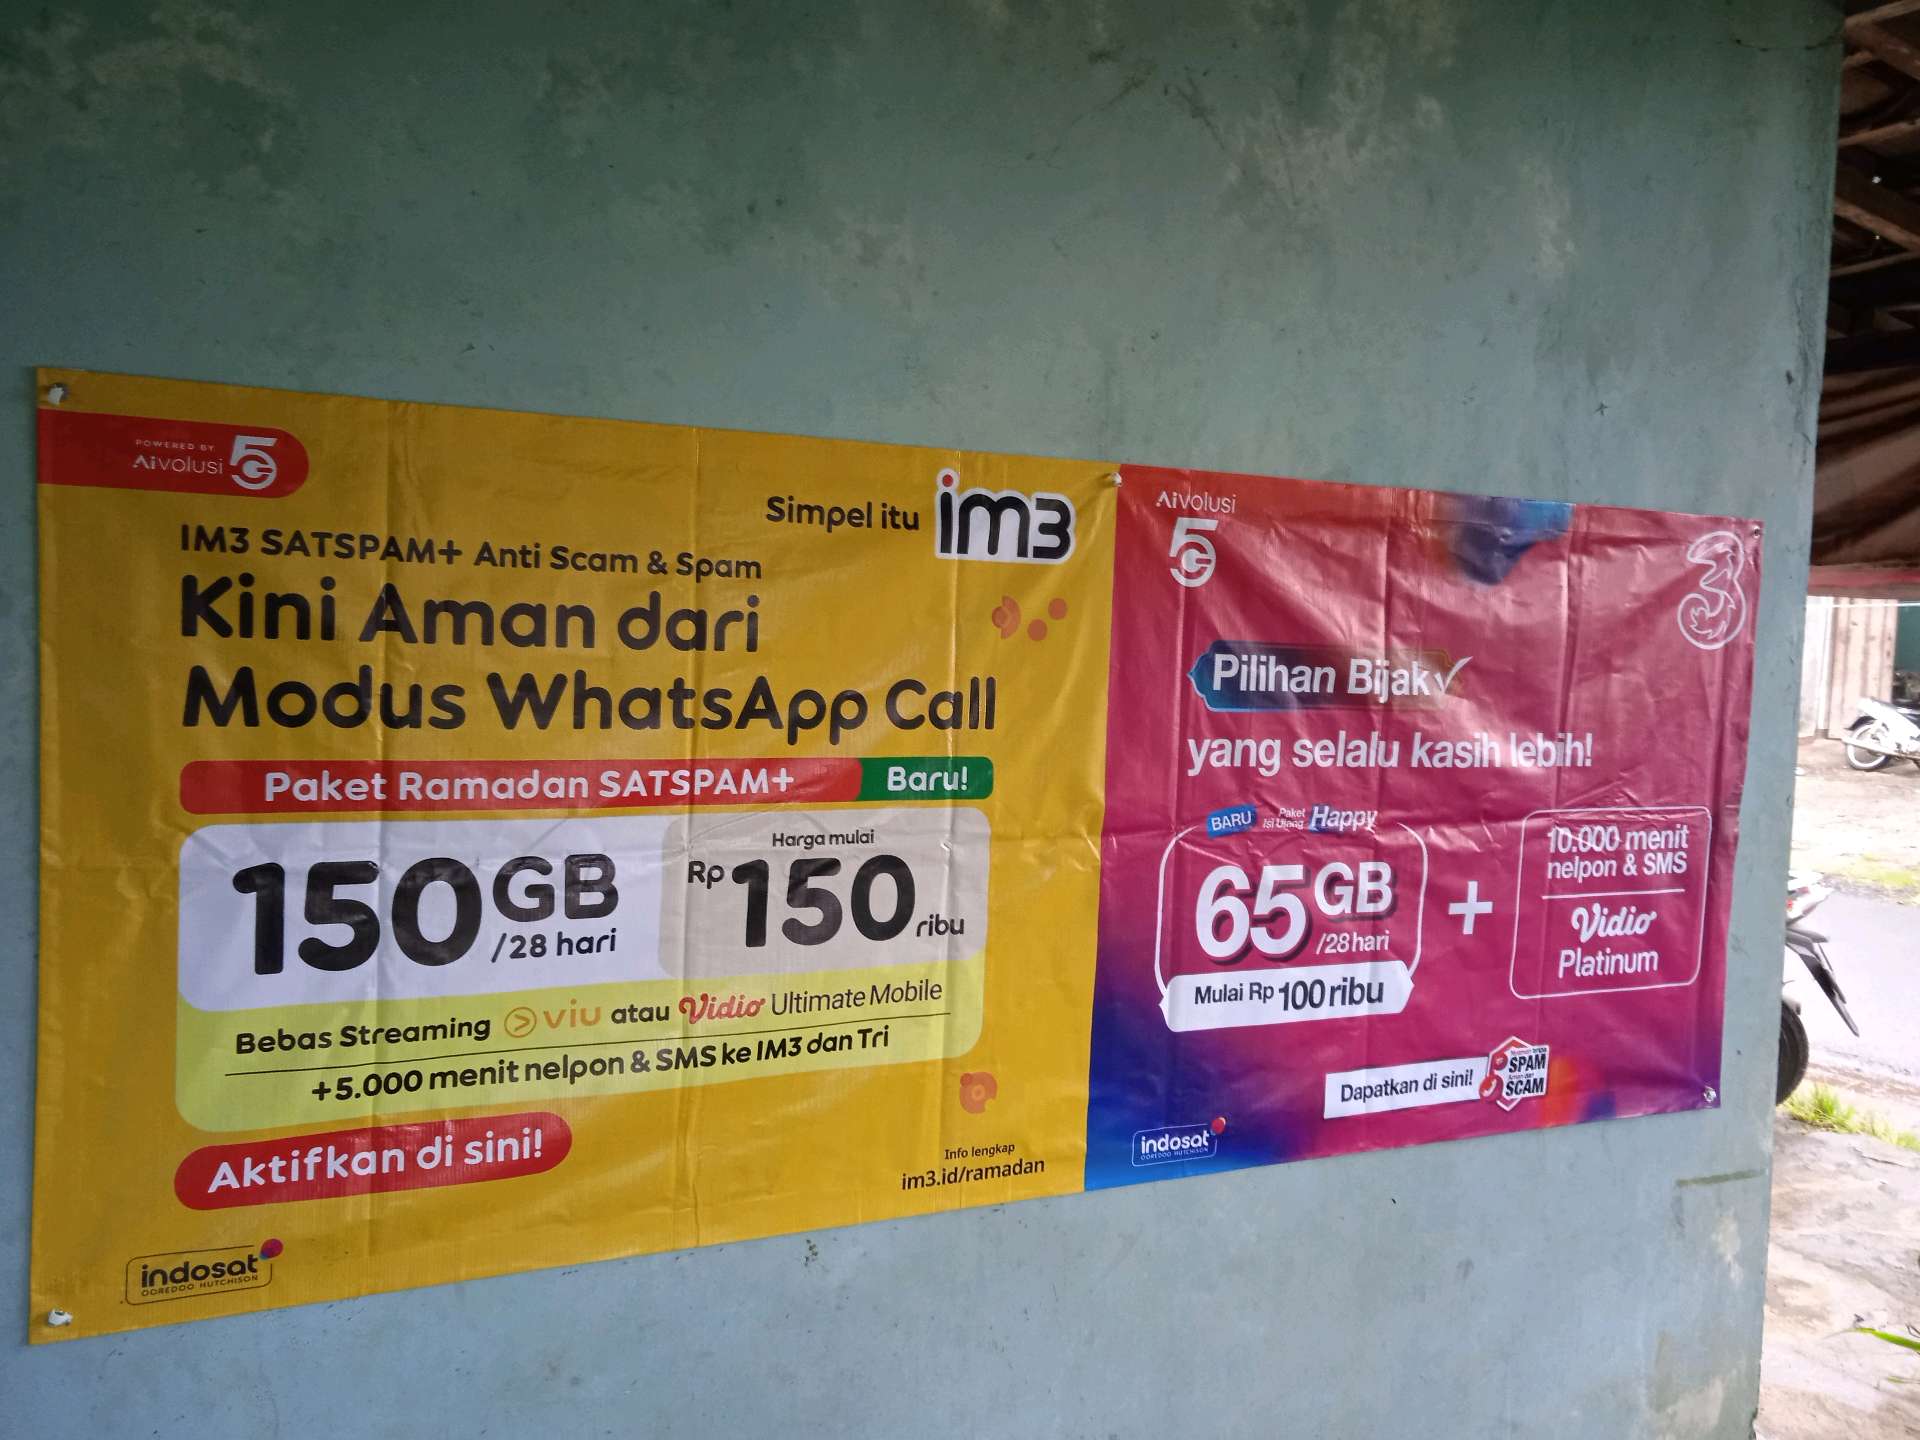 POWERED BY
AIVOLUSI 5G
Simpel itu im3
IM3 SATSPAM+ Anti Scam & Spam
Kini Aman dari
Modus WhatsApp Call
Paket Ramadan SATSPAM+ Baru!
150GB /28 hari
Harga mulai
Rp150 ribu
Bebas Streaming viu atau Vidio Ultimate Mobile
+5.000 menit nelpon & SMS ke IM3 dan Tri
Aktifkan di sini!
Info lengkap
im3.id/ramadan
indosat
OOREDOO HUTCHISON
AIVOLUSI
5G
3
Pilihan Bijak
yang selalu kasih lebih!
BARU Paket Isi Ulang Happy
65GB /28 hari
Mulai Rp100 ribu
+
10.000 menit
nelpon & SMS
Vidio
Platinum
Dapatkan di sini!
SPAM
SCAM
indosat
OOREDOO HUTCHISON